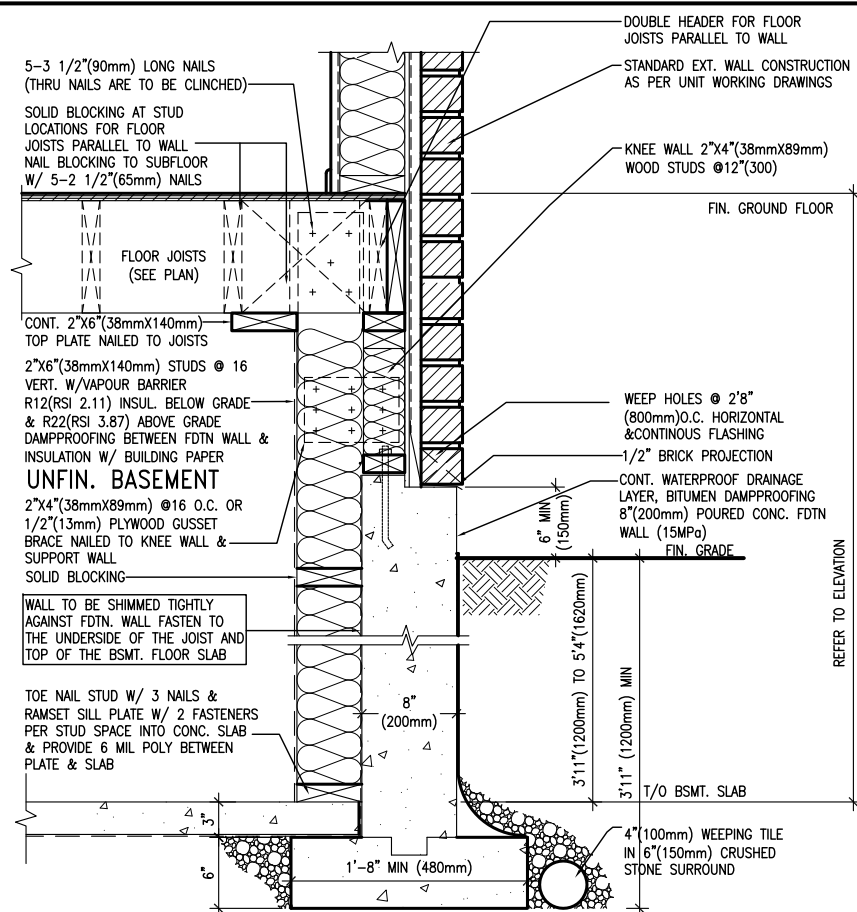 5-3 1/2"(90mm) LONG NAILS
(THRU NAILS ARE TO BE CLINCHED)
SOLID BLOCKING AT STUD
LOCATIONS FOR FLOOR
JOISTS PARALLEL TO WALL
NAIL BLOCKING TO SUBFLOOR
W/ 5-2 1/2"(65mm) NAILS
FLOOR JOISTS
(SEE PLAN)
CONT. 2"X6"(38mmX140mm)
TOP PLATE NAILED TO JOISTS
2"X6"(38mmX140mm) STUDS @ 16
VERT. W/VAPOUR BARRIER
R12(RSI 2.11) INSUL. BELOW GRADE
& R22(RSI 3.87) ABOVE GRADE
DAMPPROOFING BETWEEN FDTN WALL &
INSULATION W/ BUILDING PAPER
UNFIN. BASEMENT
2"X4"(38mmX89mm) @16 O.C. OR
1/2"(13mm) PLYWOOD GUSSET
BRACE NAILED TO KNEE WALL &
SUPPORT WALL
SOLID BLOCKING
WALL TO BE SHIMMED TIGHTLY
AGAINST FDTN. WALL FASTEN TO
THE UNDERSIDE OF THE JOIST AND
TOP OF THE BSMT. FLOOR SLAB
TOE NAIL STUD W/ 3 NAILS &
RAMSET SILL PLATE W/ 2 FASTENERS
PER STUD SPACE INTO CONC. SLAB
& PROVIDE 6 MIL POLY BETWEEN
PLATE & SLAB
3"
6"
8"
(200mm)
1'-8" MIN (480mm)
DOUBLE HEADER FOR FLOOR
JOISTS PARALLEL TO WALL
STANDARD EXT. WALL CONSTRUCTION
AS PER UNIT WORKING DRAWINGS
KNEE WALL 2"X4"(38mmX89mm)
WOOD STUDS @12"(300)
FIN. GROUND FLOOR
WEEP HOLES @ 2'8"
(800mm)O.C. HORIZONTAL
&CONTINOUS FLASHING
1/2" BRICK PROJECTION
CONT. WATERPROOF DRAINAGE
LAYER, BITUMEN DAMPPROOFING
8"(200mm) POURED CONC. FDTN
WALL (15MPa)
FIN. GRADE
6" MIN
(150mm)
3'11"(1200mm) TO 5'4"(1620mm)
3'11" (1200mm) MIN
REFER TO ELEVATION
T/O BSMT. SLAB
4"(100mm) WEEPING TILE
IN 6"(150mm) CRUSHED
STONE SURROUND